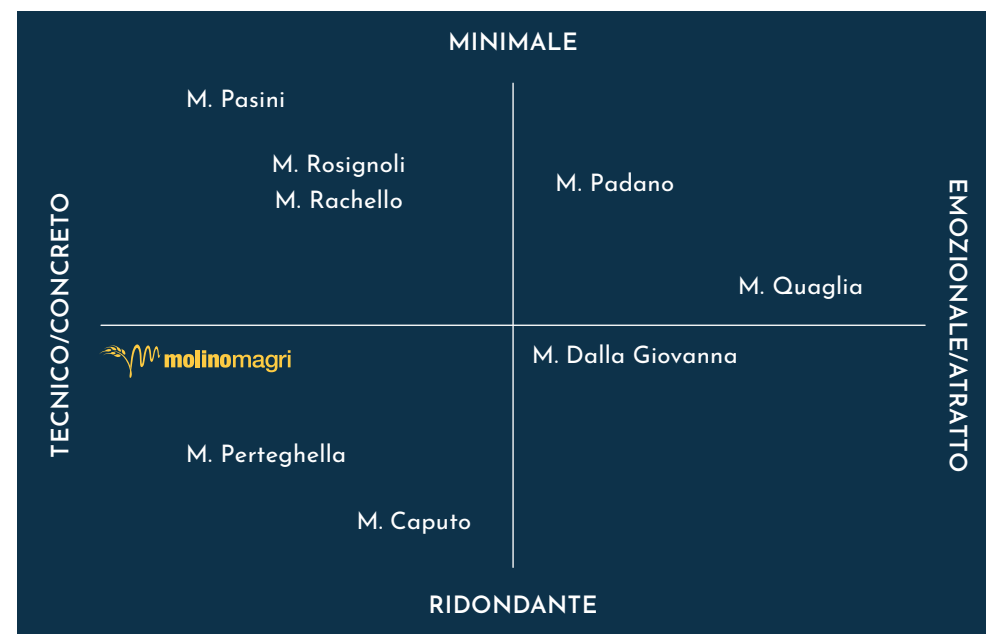 MINIMALE
M. Pasini
M. Rosignoli
M. Rachello
M. Padano
TECNICO/CONCRETO
EMOZIONALE/ATRATTO
M. Quaglia
molinomagri
M. Dalla Giovanna
M. Perteghella
M. Caputo
RIDONDANTE